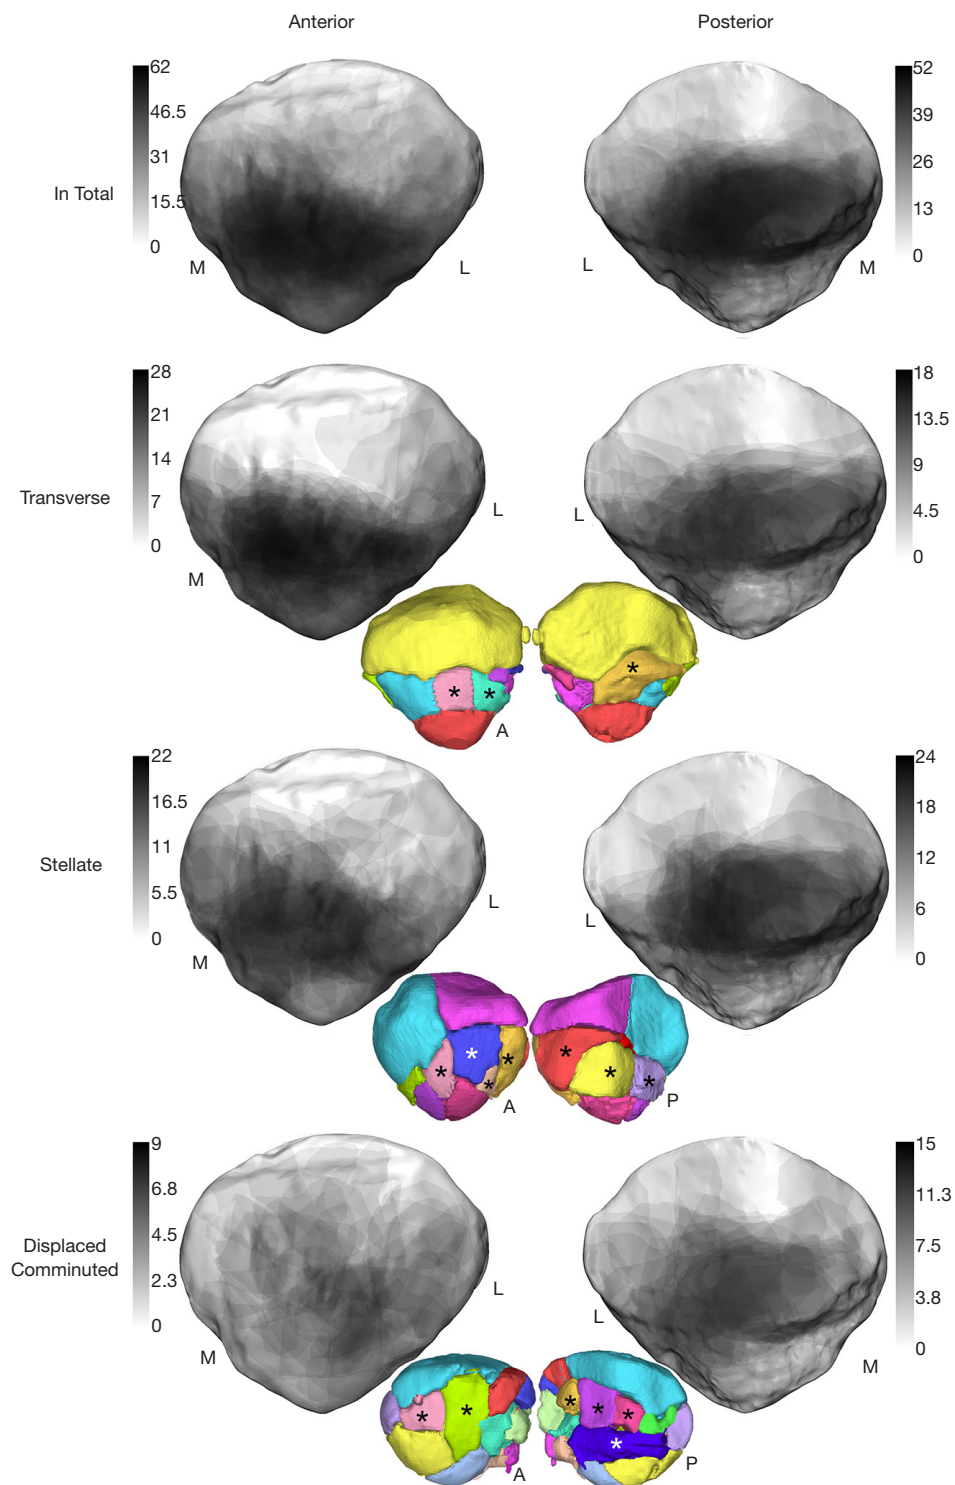 Anterior Posterior
62 52
46.5 39
31 26
In Total 15.5 13
0 0
M L L M
28 18
21 13.5
14 9
Transverse 7 4.5
L L
0 0
M
* * *
A
22 24
16.5 18
11 12
Stellate 5.5 6
L L
0 0
M
* * * * * * *
A P
9 15
6.8 11.3
4.5 7.5
Displaced
Comminuted 2.3 3.8
L L
0 0
M M
* * * * * *
A P